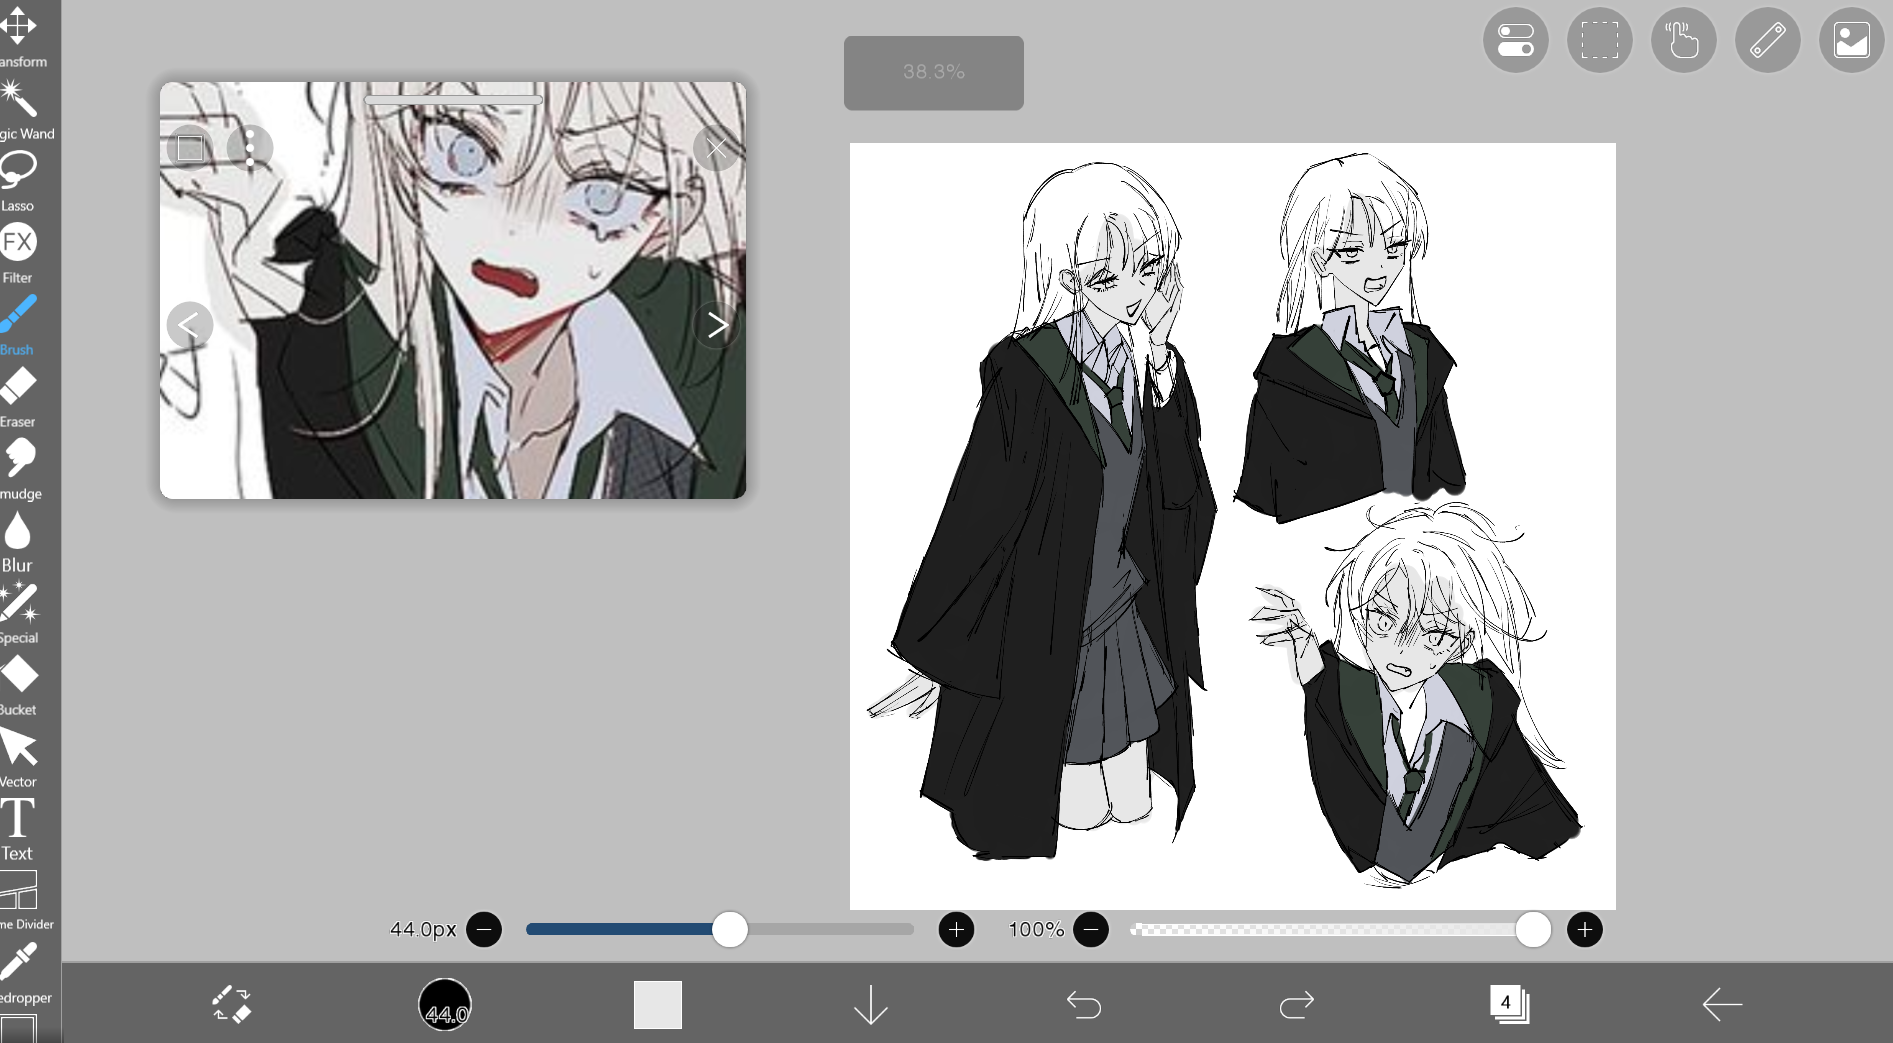 ansform
gic Wand
Lasso
FX
Filter
Brush
Eraser
mudge
Blur
Special
Bucket
Vector
T
Text
me Divider
edropper
38.3%
44.0px
100%
44.0
4